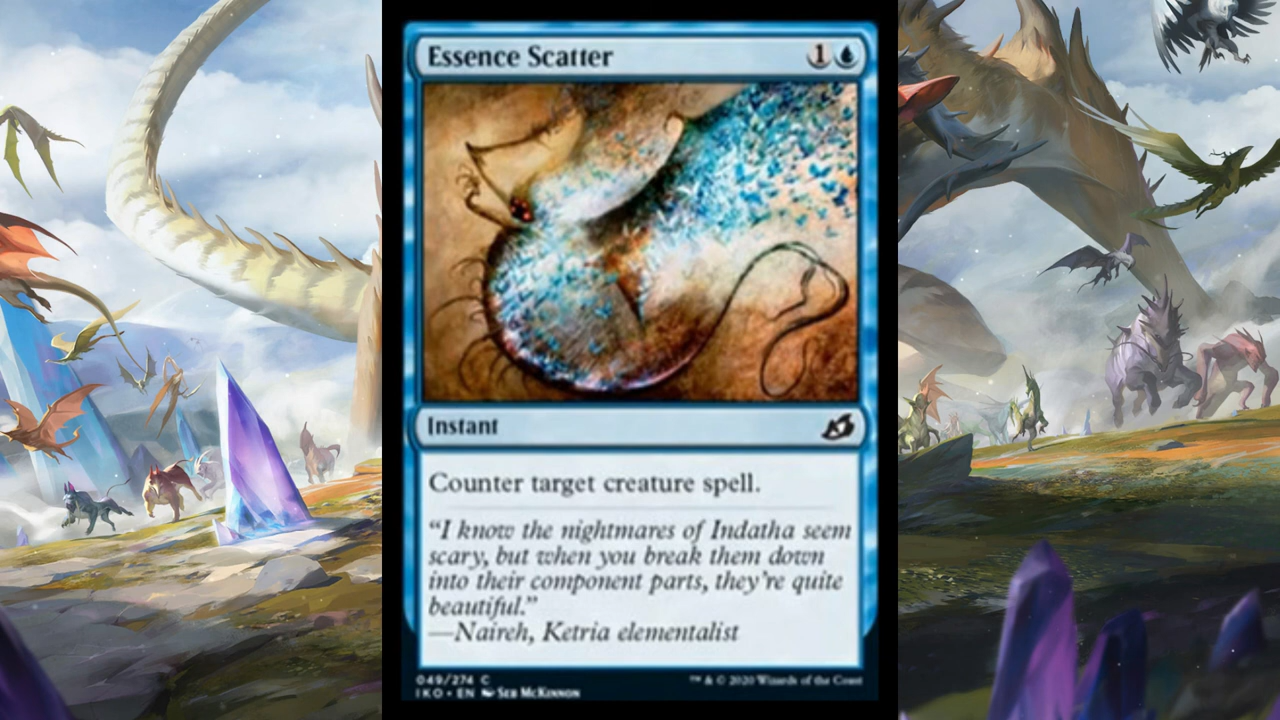 Essence Scatter 1
Instant
Counter target creature spell.
“I know the nightmares of Indatha seem
scary, but when you break them down
into their component parts, they’re quite
beautiful.”
—Naireh, Ketria elementalist
049/274 C
IKO • EN Seb McKinnon
™ & © 2020 Wizards of the Coast